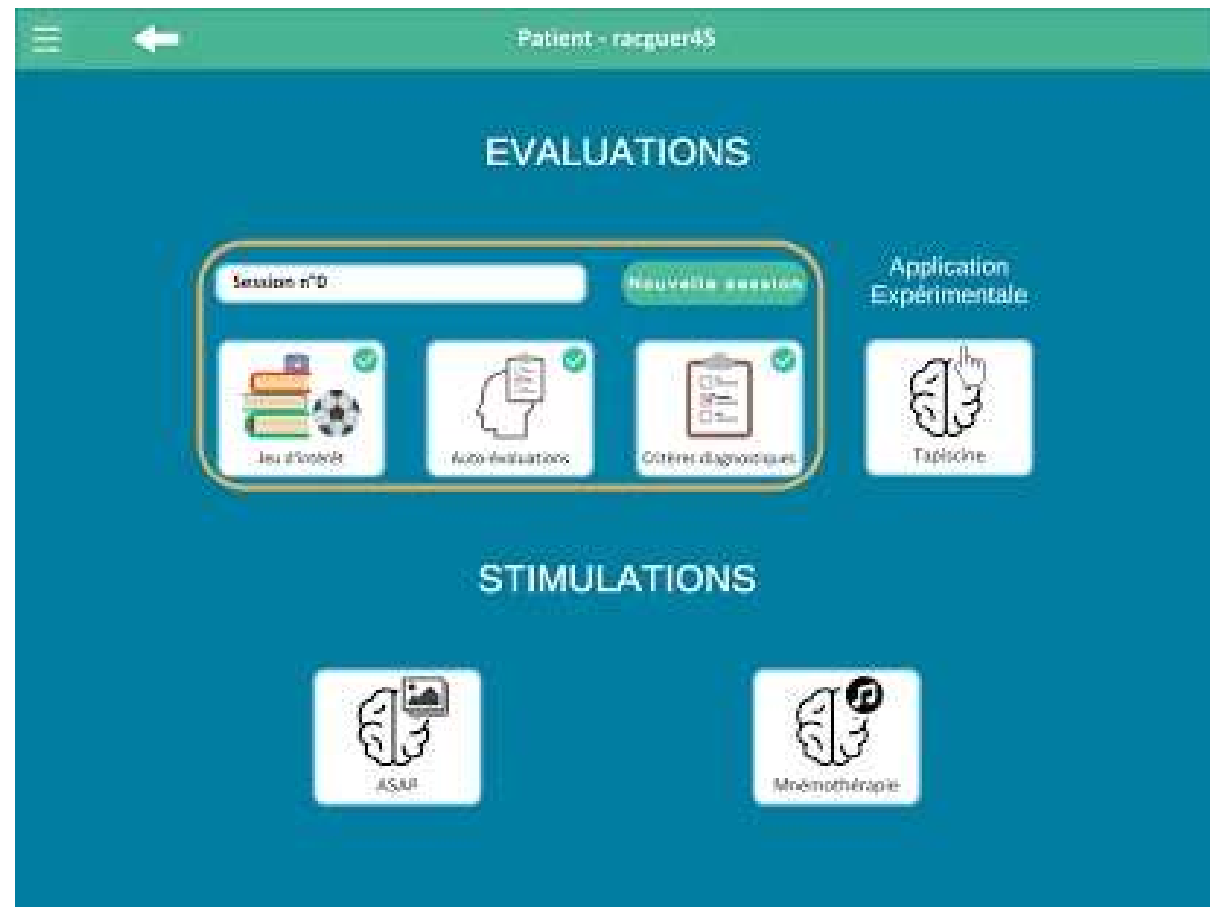 Patient - racguer45
EVALUATIONS
Session n°0
Nouvelle session
Application
Expérimentale
Jeu d'intérêt
Auto-évaluations
Critères diagnostiques
Tapiscine
STIMULATIONS
ASAP
Mnémothérapie